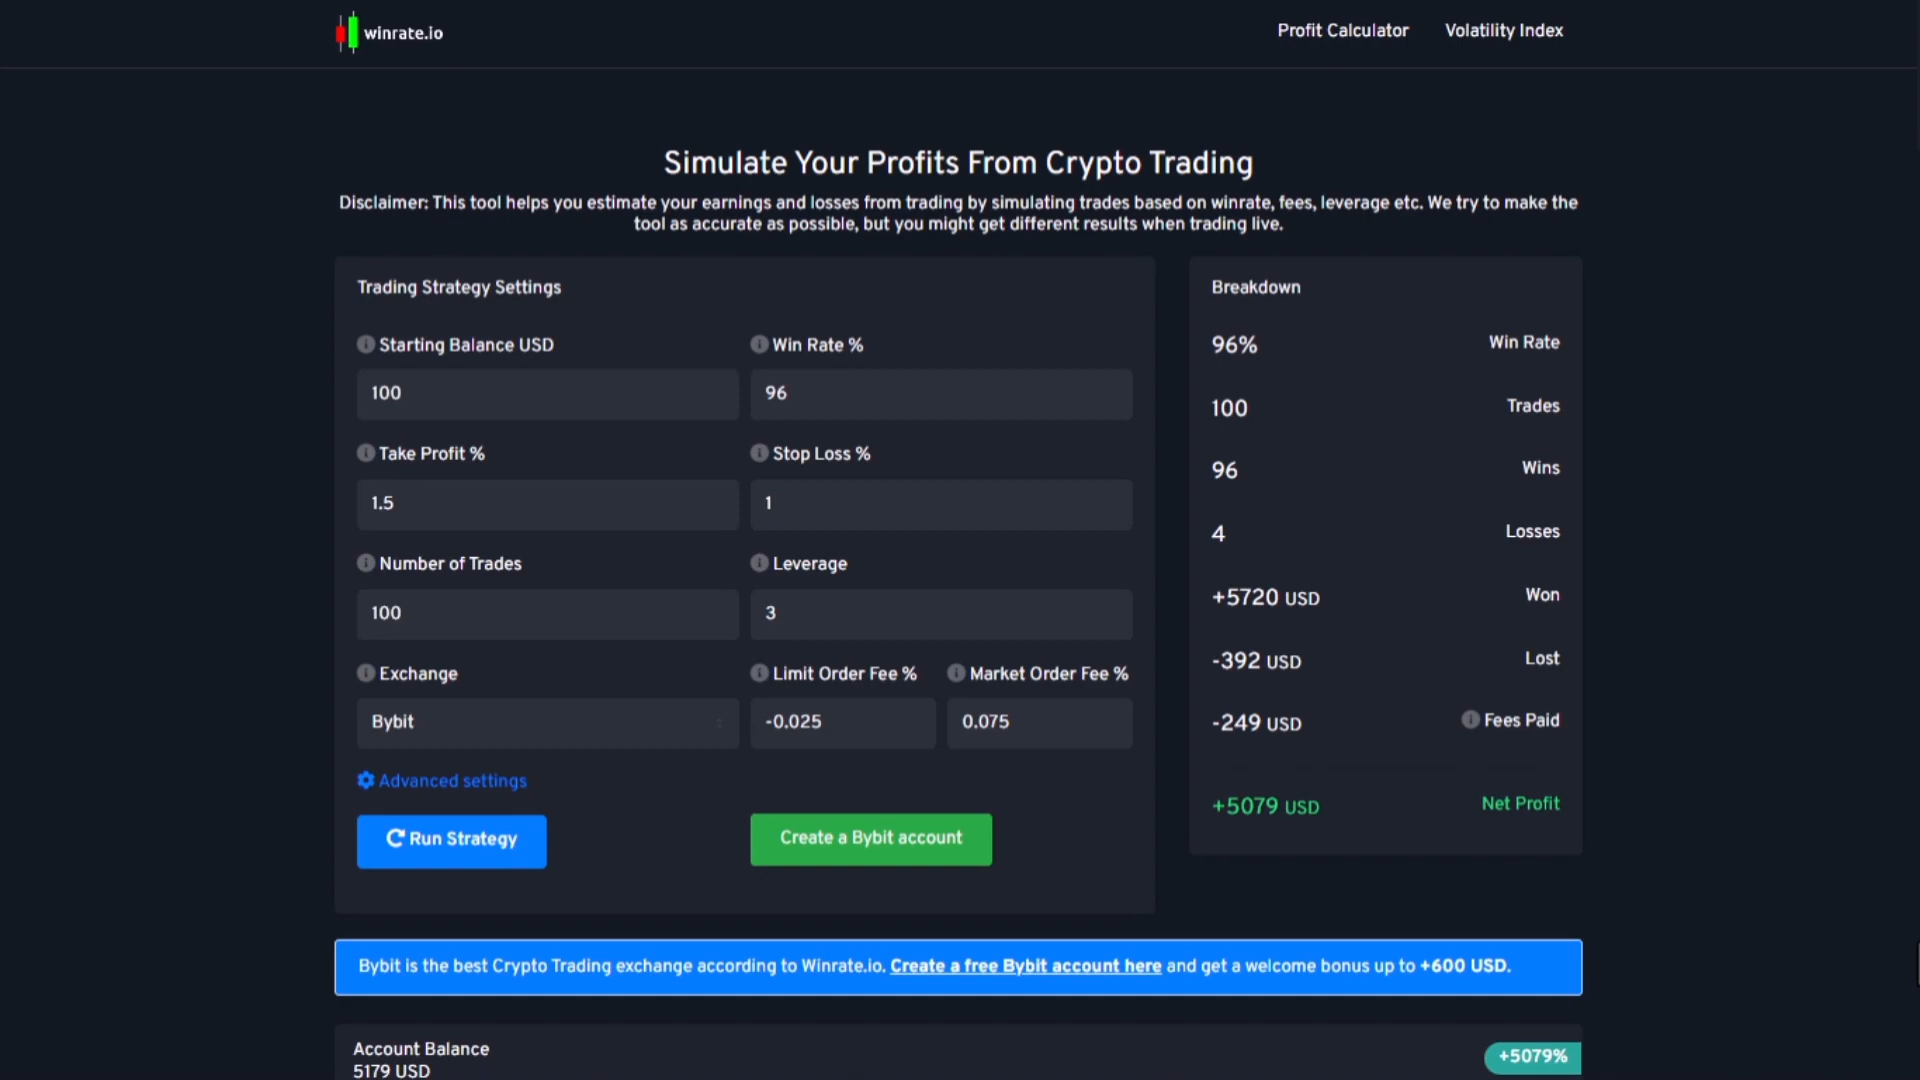 winrate.io
Profit Calculator
Volatility Index
Simulate Your Profits From Crypto Trading
Disclaimer: This tool helps you estimate your earnings and losses from trading by simulating trades based on winrate, fees, leverage etc. We try to make the
tool as accurate as possible, but you might get different results when trading live.
Trading Strategy Settings
Starting Balance USD
Win Rate %
100
96
Take Profit %
Stop Loss %
1.5
1
Number of Trades
Leverage
100
3
Exchange
Limit Order Fee %
Market Order Fee %
Bybit
-0.025
0.075
Advanced settings
Run Strategy
Create a Bybit account
Breakdown
96% Win Rate
100 Trades
96 Wins
4 Losses
+5720 USD Won
-392 USD Lost
-249 USD Fees Paid
+5079 USD Net Profit
Bybit is the best Crypto Trading exchange according to Winrate.io. Create a free Bybit account here and get a welcome bonus up to +600 USD.
Account Balance
5179 USD
+5079%